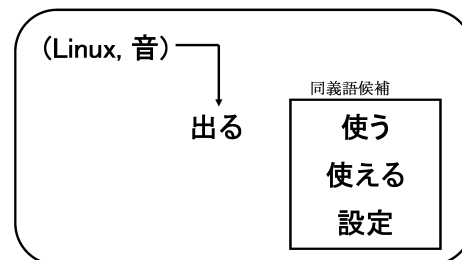 (Linux, 音)
出る
同義語候補
使う
使える
設定